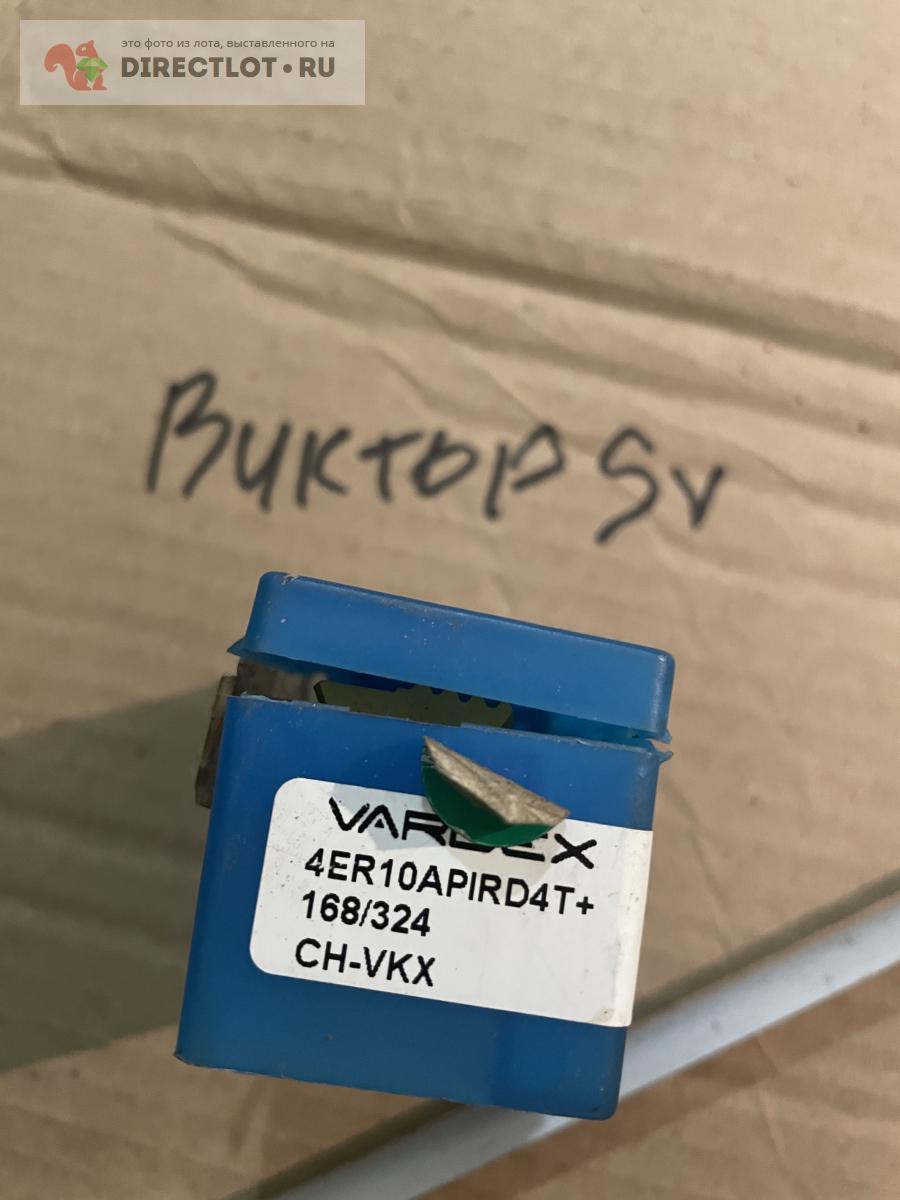 это фото из лота, выставленного на
DIRECTLOT•RU
Виктор Sv
VARDEX
4ER10APIRD4T+
168/324
CH-VKX